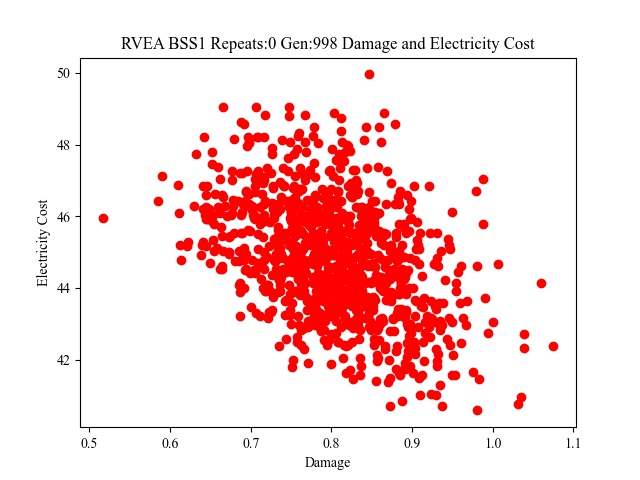 RVEA BSS1 Repeats:0 Gen:998 Damage and Electricity Cost
50
48
46
44
42
Electricity Cost
0.5 0.6 0.7 0.8 0.9 1.0 1.1
Damage